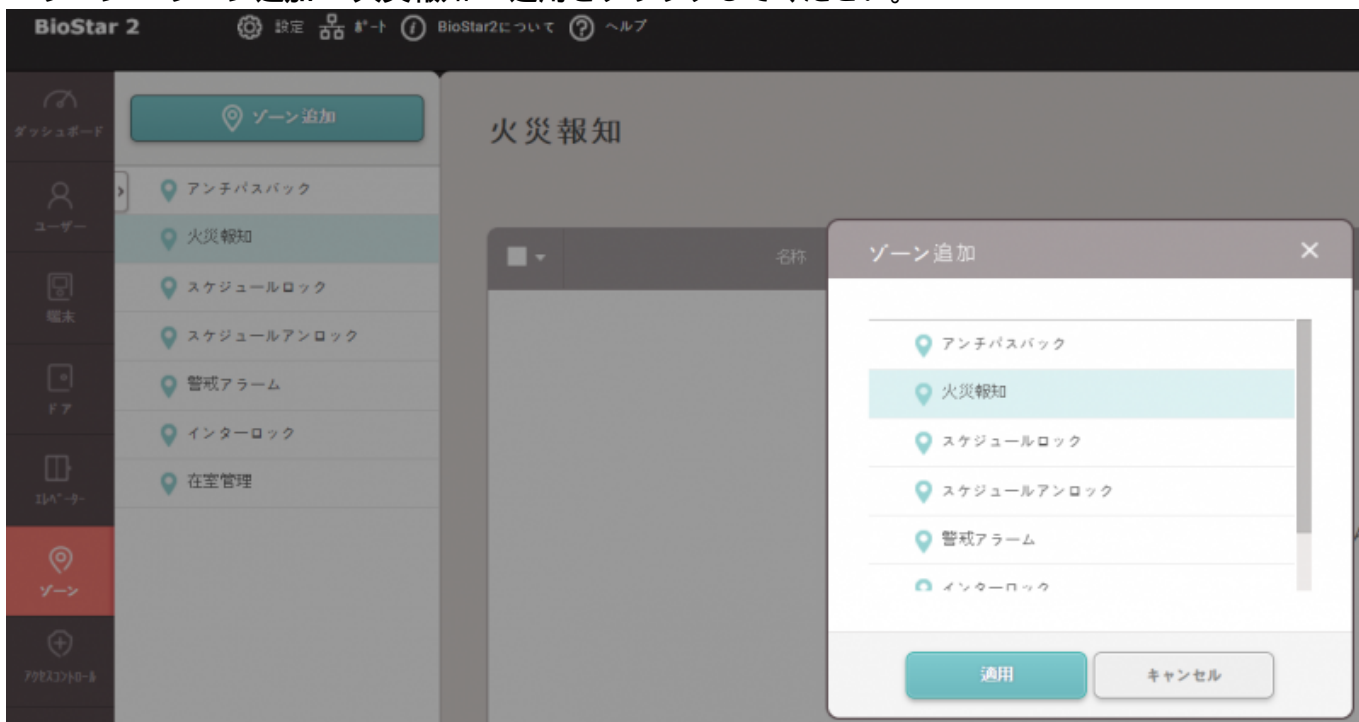 BioStar 2 設定 ﾎﾟｰﾄ BioStar2について ヘルプ
ダッシュボード
ユーザー
端末
ドア
ｴﾚﾍﾞｰﾀｰ
ゾーン
ｱｸｾｽｺﾝﾄﾛｰﾙ
ゾーン追加
アンチパスバック
火災報知
スケジュールロック
スケジュールアンロック
警戒アラーム
インターロック
在室管理
火災報知
名称
ゾーン追加
アンチパスバック
火災報知
スケジュールロック
スケジュールアンロック
警戒アラーム
インターロック
適用 キャンセル